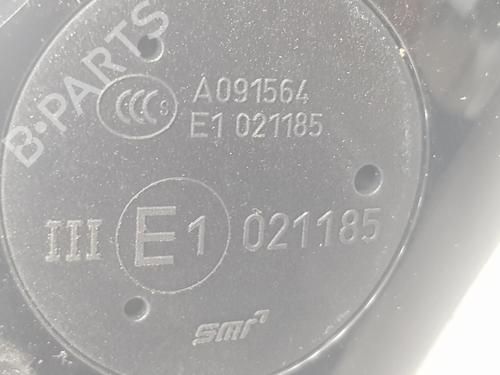 B-PARTS
CCC S A091564
E1 021185
III E1 021185
smr